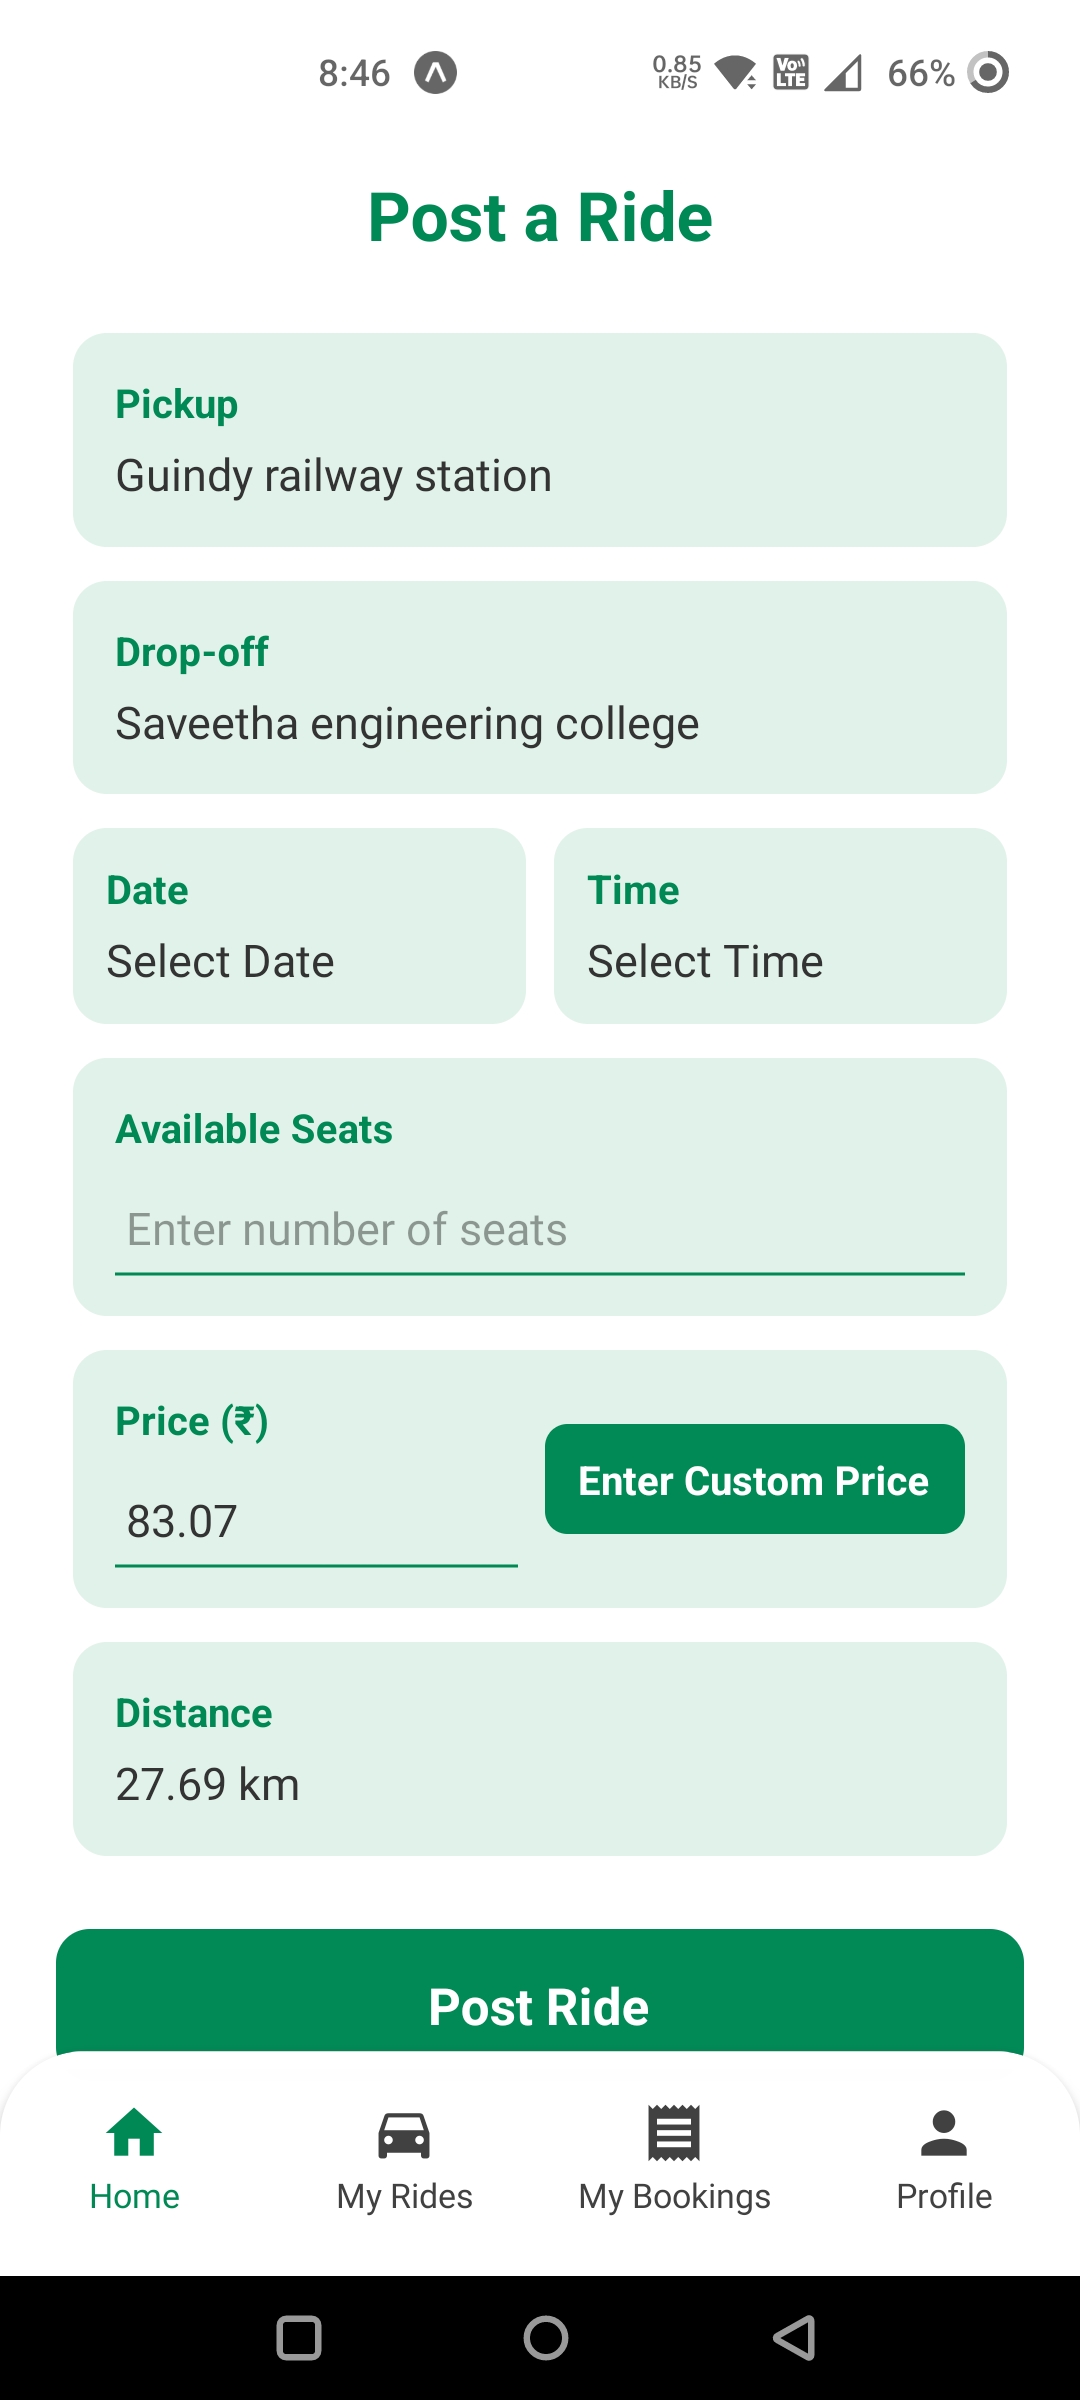 8:46 0.85 KB/S VoLTE 66%
Post a Ride
Pickup
Guindy railway station
Drop-off
Saveetha engineering college
Date Time
Select Date Select Time
Available Seats
Enter number of seats
Price (₹)
Enter Custom Price
83.07
Distance
27.69 km
Post Ride
Home My Rides My Bookings Profile